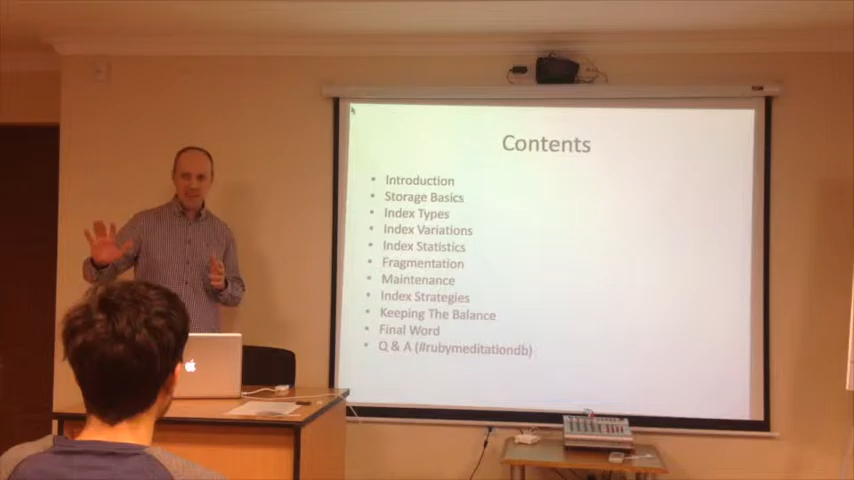 Contents
• Introduction
• Storage Basics
• Index Types
• Index Variations
• Index Statistics
• Fragmentation
• Maintenance
• Index Strategies
• Keeping The Balance
• Final Word
• Q & A (#rubymeditationdb)